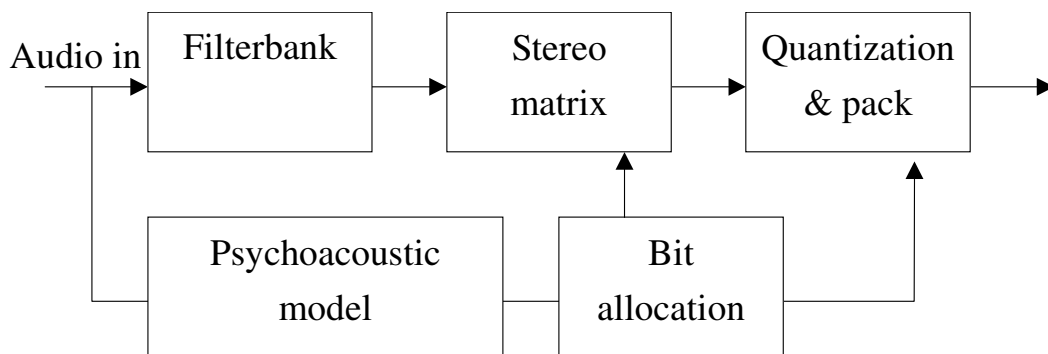 Audio in
Filterbank
Stereo
matrix
Quantization
& pack
Psychoacoustic
model
Bit
allocation